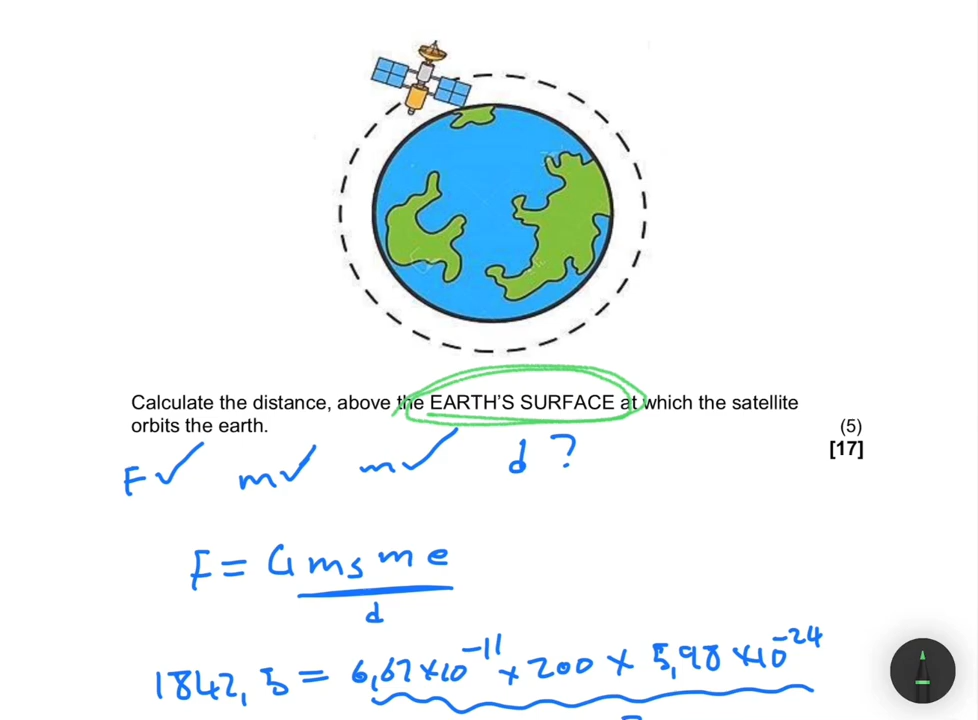 Calculate the distance, above the EARTH'S SURFACE at which the satellite
orbits the earth. (5)
[17]
F✓ m✓ m✓ d ?
F = G ms me
d
1842,5 = 6,67×10⁻¹¹ × 200 × 5,98 ×10⁻²⁴